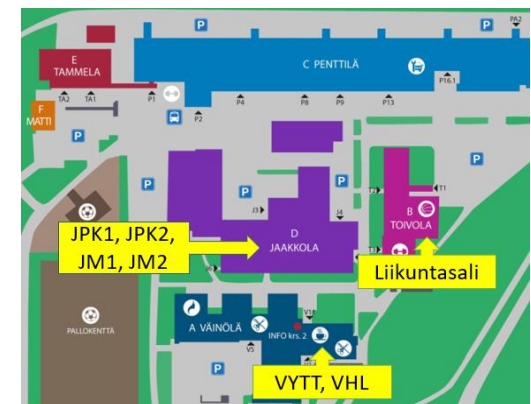 P
P
PA2
E
TAMMELA
C PENTTILÄ
P16.1
TA2
TA1
P1
P4
P8
P9
P13
F
MATTI
P2
P
P
P
P
P
T2
T1
J3
J4
B
TOIVOLA
JPK1, JPK2,
JM1, JM2
D
JAAKKOLA
T3
Liikuntasali
PALLOKENTTÄ
A VÄINÖLÄ
INFO krs. 2
V5
P
VYTT, VHL